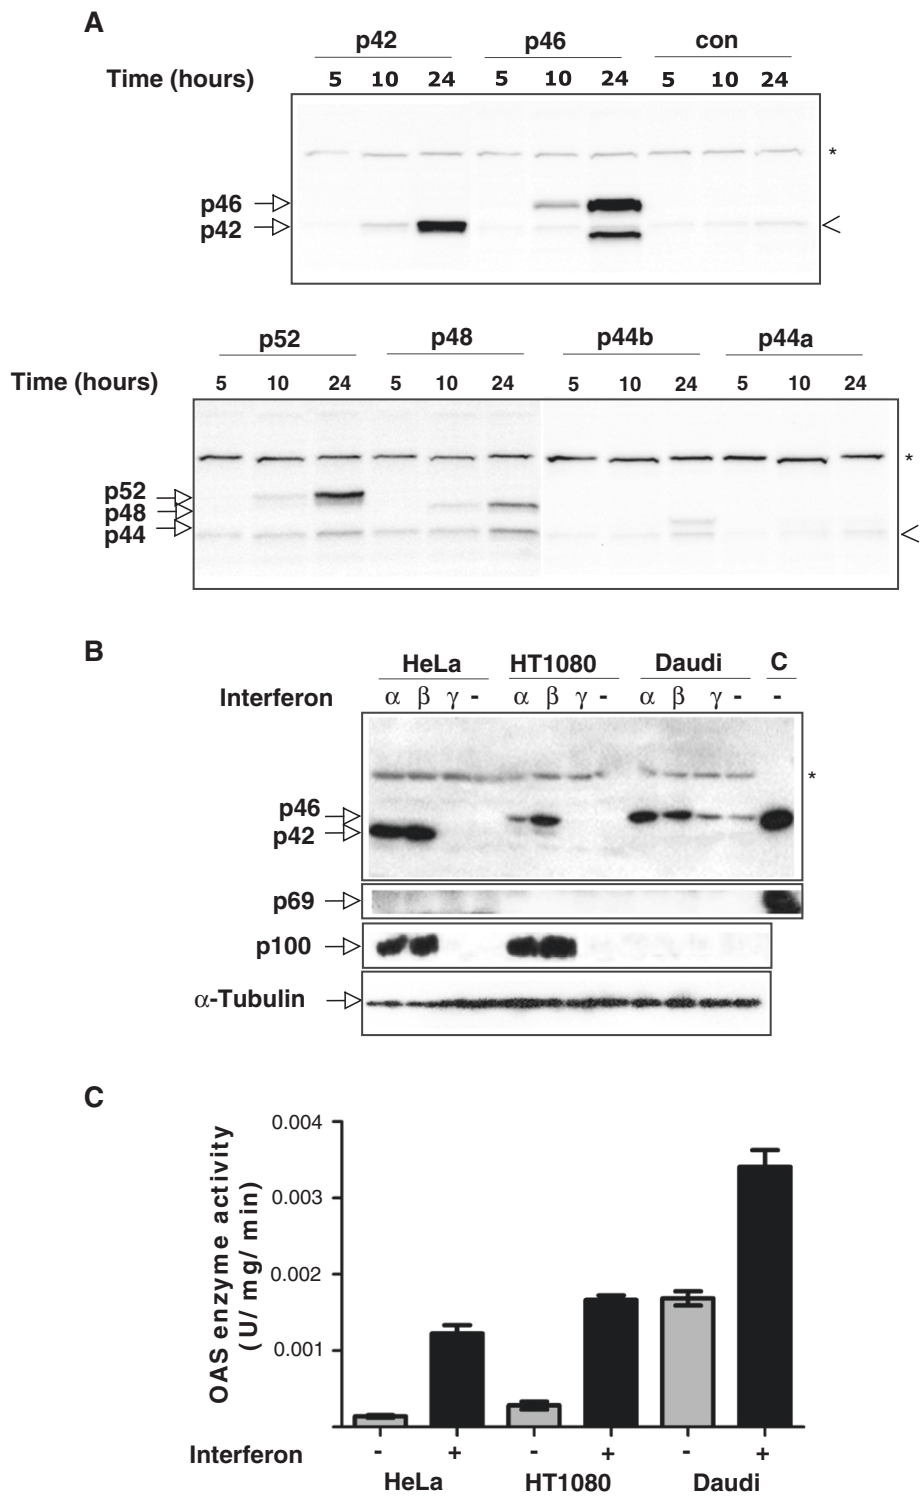 A
p42 p46 con
Time (hours) 5 10 24 5 10 24 5 10 24
*
p46
p42 <
p52 p48 p44b p44a
Time (hours) 5 10 24 5 10 24 5 10 24 5 10 24
*
p52
p48
p44 <
B
HeLa HT1080 Daudi C
Interferon α β γ - α β γ - α β γ - -
*
p46
p42
p69
p100
α-Tubulin
C
OAS enzyme activity
(U/ mg/ min)
0.004
0.003
0.002
0.001
Interferon - + - + - +
HeLa HT1080 Daudi